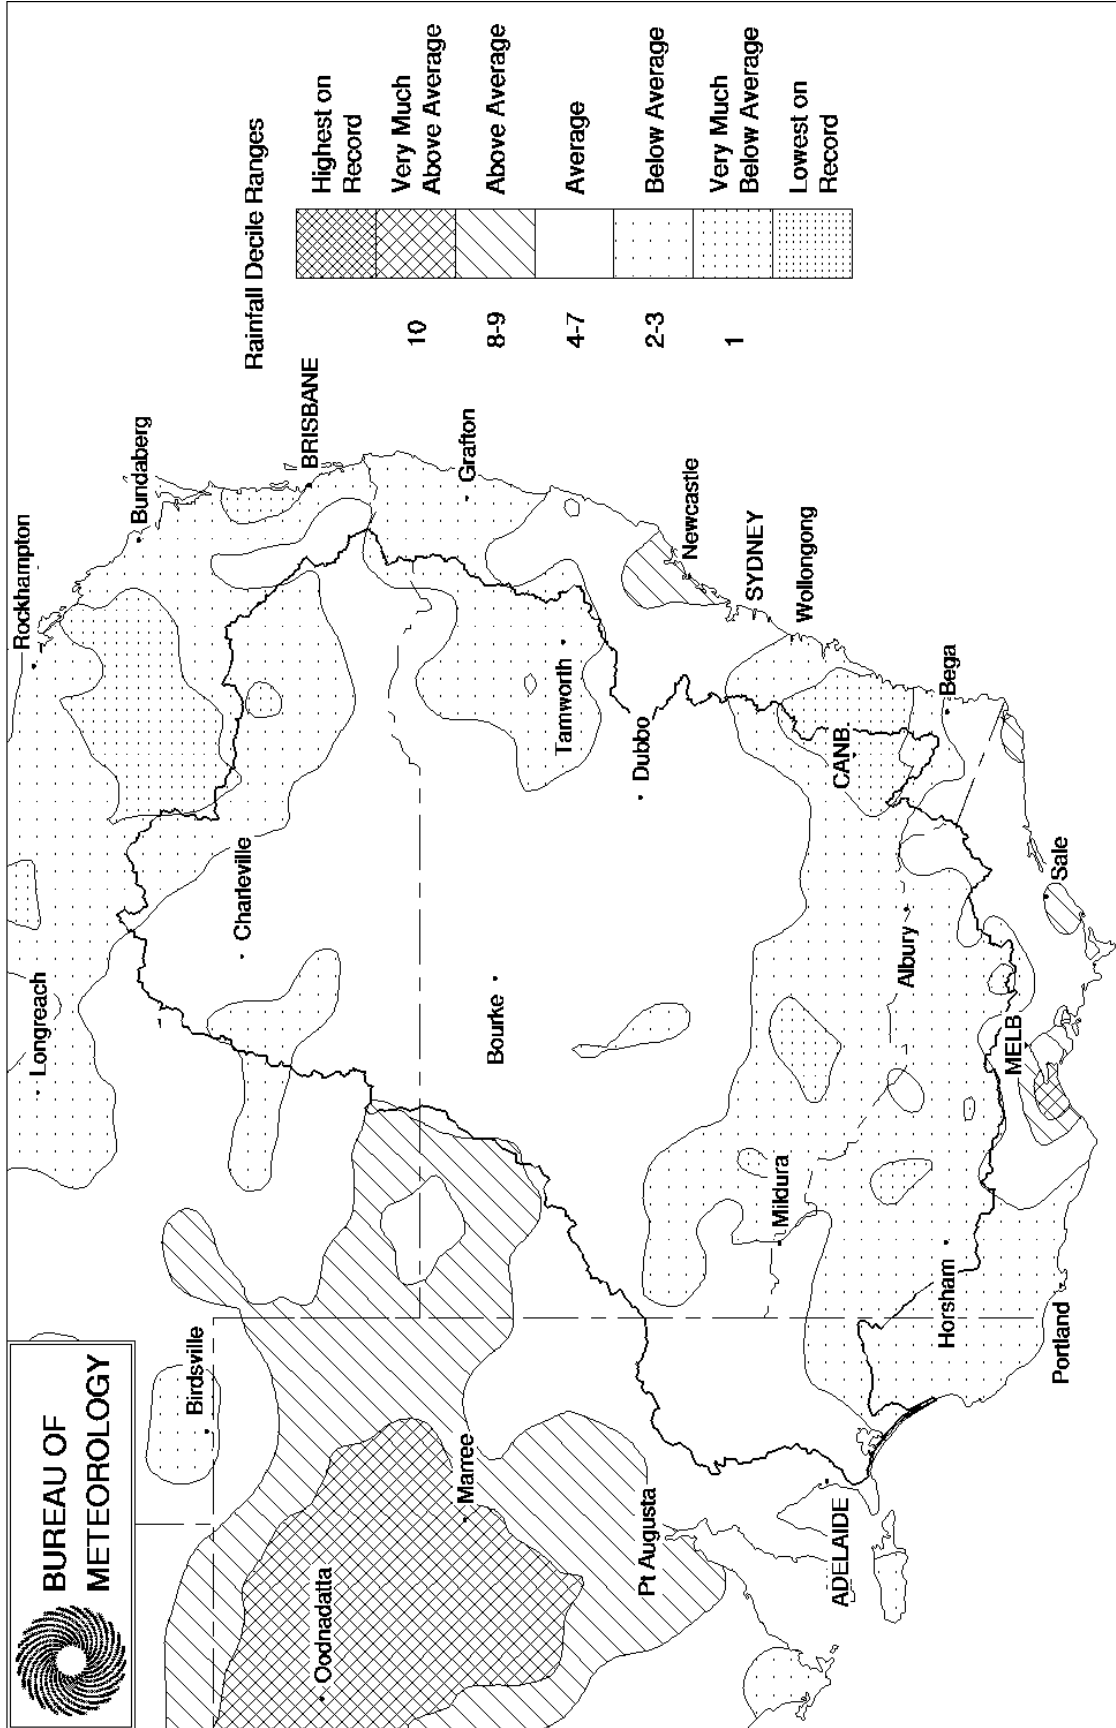 BUREAU OF
METEOROLOGY
Rainfall Decile Ranges
Highest on
Record
10
Very Much
Above Average
8-9
Above Average
4-7
Average
2-3
Below Average
1
Very Much
Below Average
Lowest on
Record
Longreach
Rockhampton
Bundaberg
Birdsville
Charleville
BRISBANE
Oodnadatta
Marree
Bourke
Grafton
Pt Augusta
Tamworth
Dubbo
Newcastle
Mildura
SYDNEY
Wollongong
ADELAIDE
CANB.
Albury
Horsham
Bega
MELB
Sale
Portland